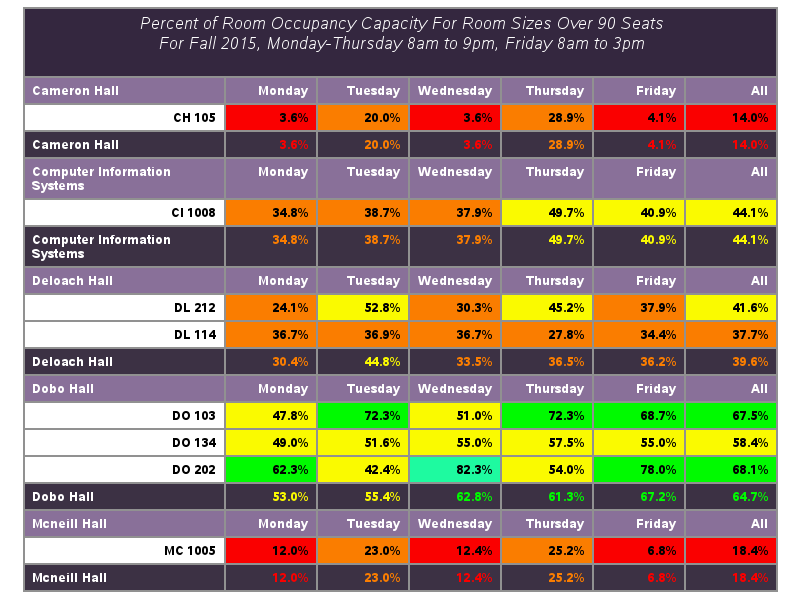 Percent of Room Occupancy Capacity For Room Sizes Over 90 Seats
For Fall 2015, Monday-Thursday 8am to 9pm, Friday 8am to 3pm
Cameron Hall Monday Tuesday Wednesday Thursday Friday All
CH 105 3.6% 20.0% 3.6% 28.9% 4.1% 14.0%
Cameron Hall 3.6% 20.0% 3.6% 28.9% 4.1% 14.0%
Computer Information Monday Tuesday Wednesday Thursday Friday All
Systems
CI 1008 34.8% 38.7% 37.9% 49.7% 40.9% 44.1%
Computer Information 34.8% 38.7% 37.9% 49.7% 40.9% 44.1%
Systems
Deloach Hall Monday Tuesday Wednesday Thursday Friday All
DL 212 24.1% 52.8% 30.3% 45.2% 37.9% 41.6%
DL 114 36.7% 36.9% 36.7% 27.8% 34.4% 37.7%
Deloach Hall 30.4% 44.8% 33.5% 36.5% 36.2% 39.6%
Dobo Hall Monday Tuesday Wednesday Thursday Friday All
DO 103 47.8% 72.3% 51.0% 72.3% 68.7% 67.5%
DO 134 49.0% 51.6% 55.0% 57.5% 55.0% 58.4%
DO 202 62.3% 42.4% 82.3% 54.0% 78.0% 68.1%
Dobo Hall 53.0% 55.4% 62.8% 61.3% 67.2% 64.7%
Mcneill Hall Monday Tuesday Wednesday Thursday Friday All
MC 1005 12.0% 23.0% 12.4% 25.2% 6.8% 18.4%
Mcneill Hall 12.0% 23.0% 12.4% 25.2% 6.8% 18.4%